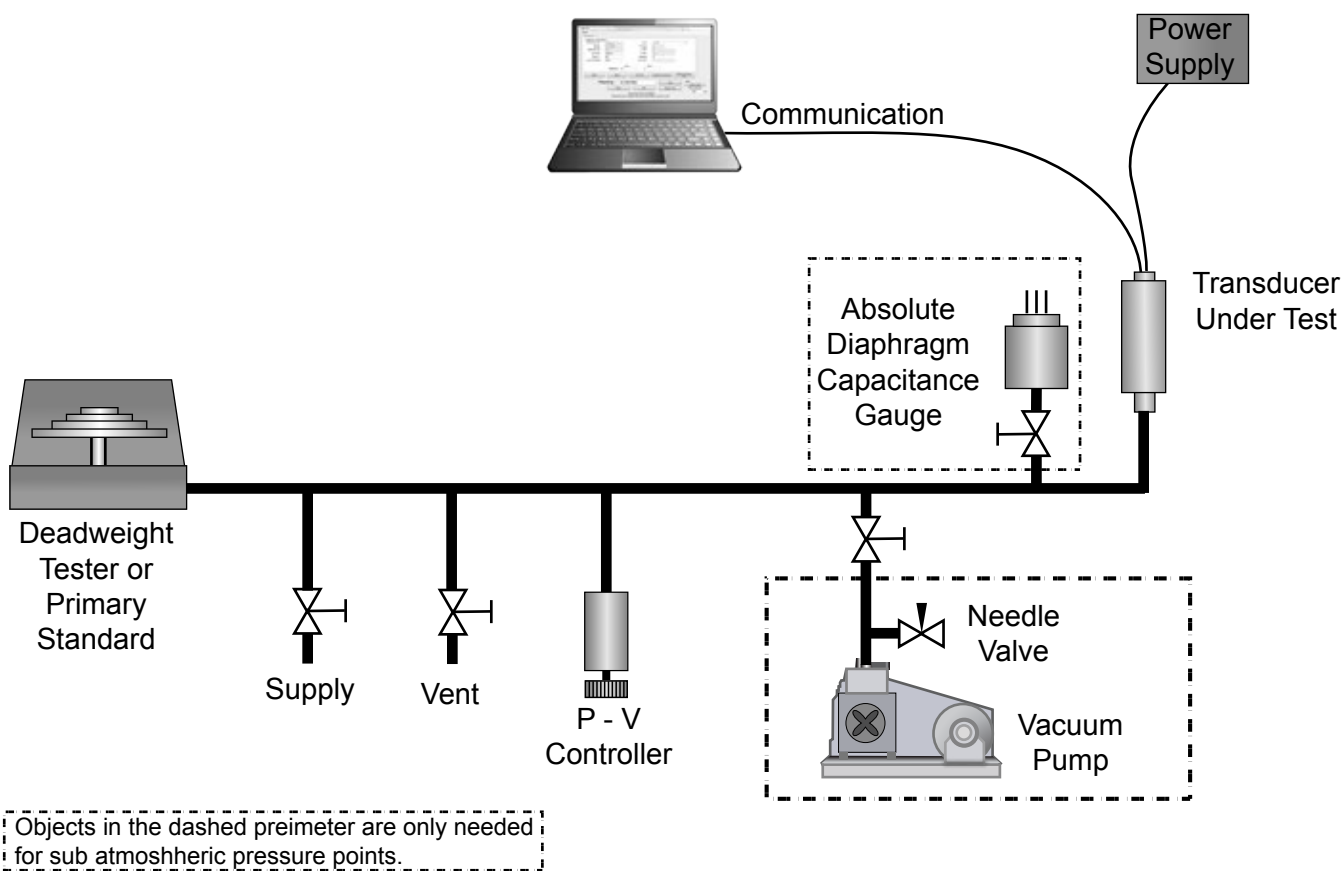 Power
Supply
Communication
Transducer
Under Test
Absolute
Diaphragm
Capacitance
Gauge
Deadweight
Tester or
Primary
Standard
Supply
Vent
P - V
Controller
Needle
Valve
Vacuum
Pump
Objects in the dashed preimeter are only needed
for sub atmoshheric pressure points.